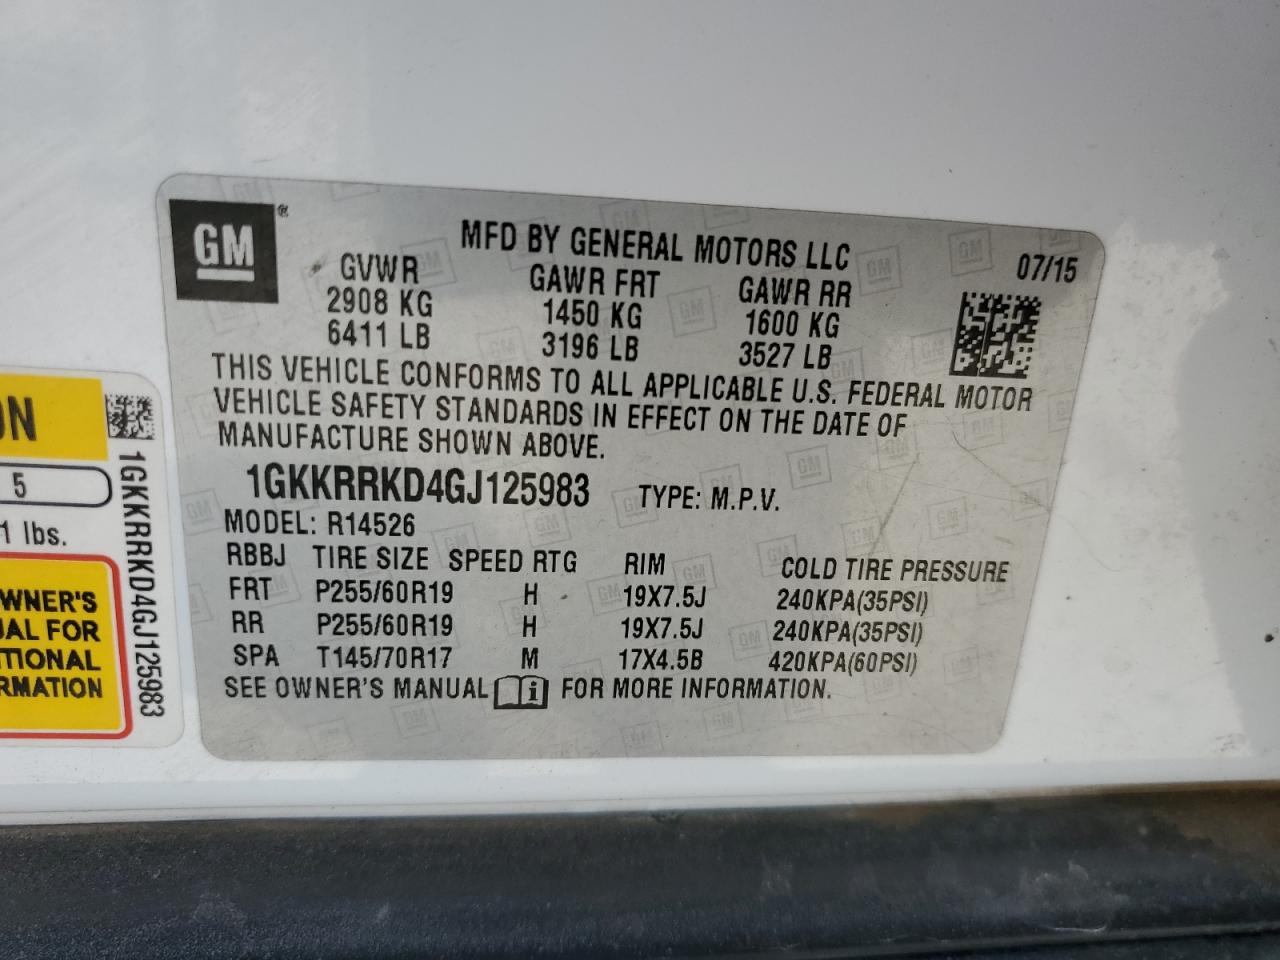 GM®
MFD BY GENERAL MOTORS LLC
07/15
GVWR GAWR FRT GAWR RR
2908 KG 1450 KG 1600 KG
6411 LB 3196 LB 3527 LB
THIS VEHICLE CONFORMS TO ALL APPLICABLE U.S. FEDERAL MOTOR
VEHICLE SAFETY STANDARDS IN EFFECT ON THE DATE OF
MANUFACTURE SHOWN ABOVE.
1GKKRRKD4GJ125983 TYPE: M.P.V.
MODEL: R14526
RBBJ TIRE SIZE SPEED RTG RIM COLD TIRE PRESSURE
FRT P255/60R19 H 19X7.5J 240KPA(35PSI)
RR P255/60R19 H 19X7.5J 240KPA(35PSI)
SPA T145/70R17 M 17X4.5B 420KPA(60PSI)
SEE OWNER'S MANUAL i FOR MORE INFORMATION.
ON
5
1 lbs.
WNER'S
UAL FOR
ITIONAL
RMATION
1GKKRRKD4GJ125983